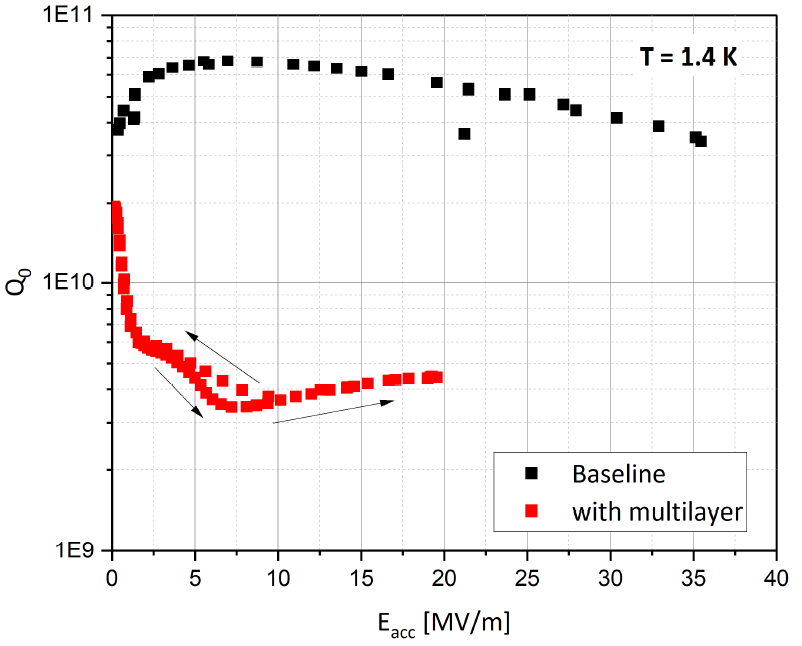 1E11
T = 1.4 K
1E10
Q0
Baseline
with multilayer
1E9
0 5 10 15 20 25 30 35 40
Eacc [MV/m]